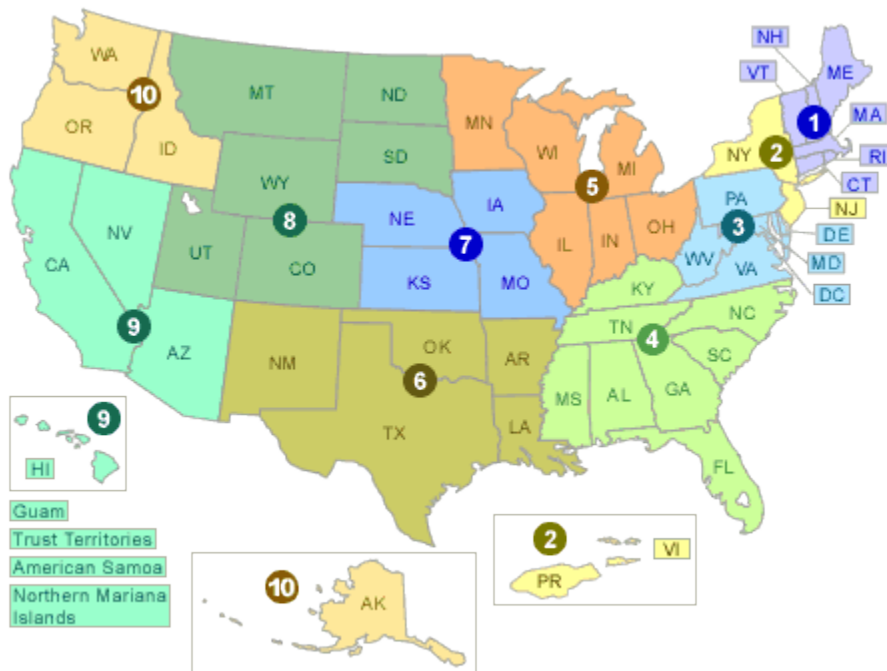 NH
WA
VT
ME
10
MT
ND
MA
OR
MN
1
ID
WI
NY
2
RI
SD
MI
CT
WY
5
PA
NJ
8
NE
IA
3
OH
DE
NV
7
IL
IN
UT
WV
MD
CA
CO
VA
KS
MO
KY
DC
NC
9
TN
4
OK
AR
SC
AZ
NM
6
GA
MS
AL
9
TX
LA
HI
FL
Guam
Trust Territories
2
VI
American Samoa
10
PR
Northern Mariana
Islands
AK